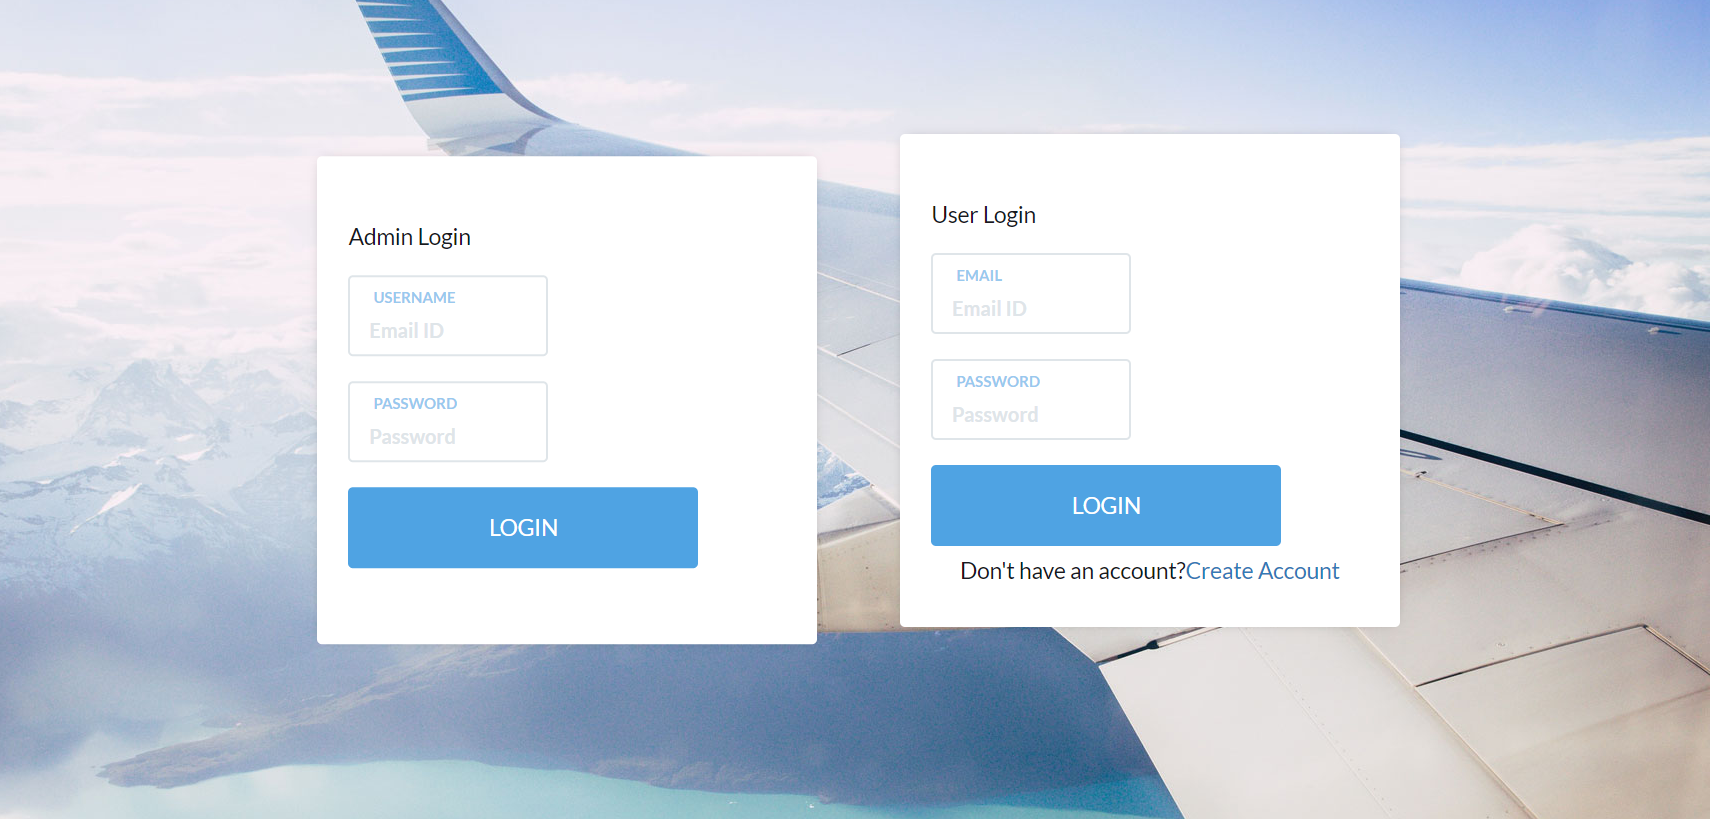 Admin Login
USERNAME
Email ID
PASSWORD
Password
LOGIN
User Login
EMAIL
Email ID
PASSWORD
Password
LOGIN
Don't have an account?Create Account